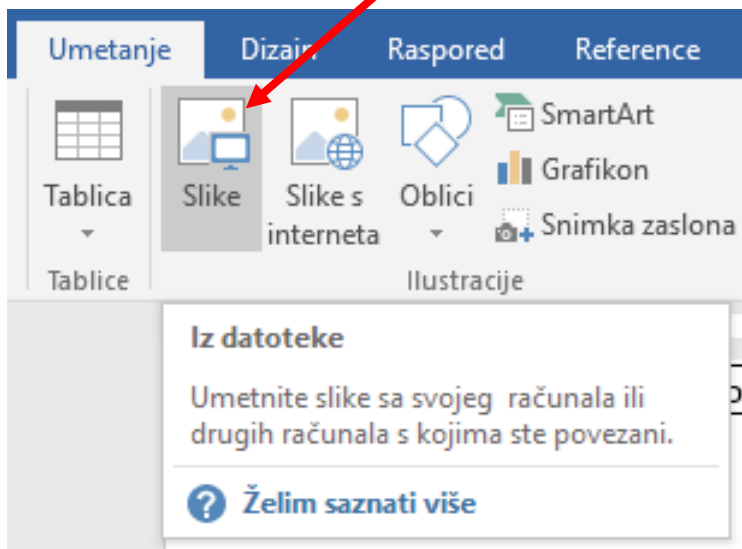 Umetanje Dizajn Raspored Reference
SmartArt
Grafikon
Snimka zaslona
Tablica Slike Slike s Oblici
interneta
Tablice Ilustracije
Iz datoteke
Umetnite slike sa svojeg računala ili
drugih računala s kojima ste povezani.
Želim saznati više